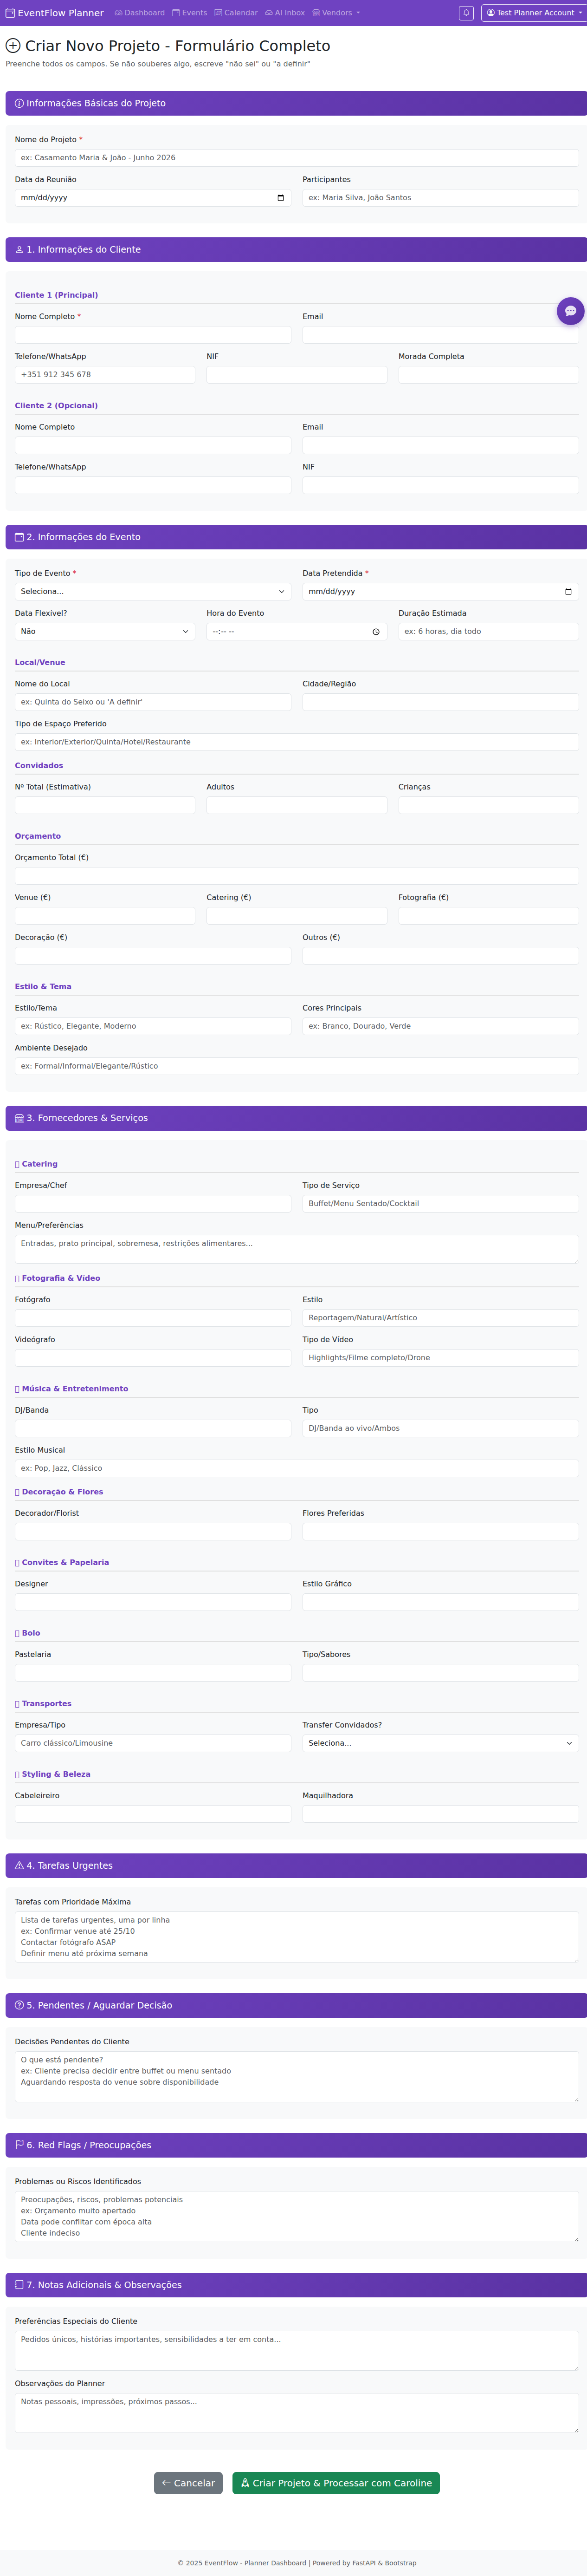 EventFlow Planner Dashboard Events Calendar AI Inbox Vendors Test Planner Account
Criar Novo Projeto - Formulário Completo
Preenche todos os campos. Se não souberes algo, escreve "não sei" ou "a definir"
Informações Básicas do Projeto
Nome do Projeto *
ex: Casamento Maria & João - Junho 2026
Data da Reunião Participantes
mm/dd/yyyy ex: Maria Silva, João Santos
1. Informações do Cliente
Cliente 1 (Principal)
Nome Completo * Email
Telefone/WhatsApp NIF Morada Completa
+351 912 345 678
Cliente 2 (Opcional)
Nome Completo Email
Telefone/WhatsApp NIF
2. Informações do Evento
Tipo de Evento * Data Pretendida *
Seleciona... mm/dd/yyyy
Data Flexível? Hora do Evento Duração Estimada
Não --:-- -- ex: 6 horas, dia todo
Local/Venue
Nome do Local Cidade/Região
ex: Quinta do Seixo ou 'A definir'
Tipo de Espaço Preferido
ex: Interior/Exterior/Quinta/Hotel/Restaurante
Convidados
Nº Total (Estimativa) Adultos Crianças
Orçamento
Orçamento Total (€)
Venue (€) Catering (€) Fotografia (€)
Decoração (€) Outros (€)
Estilo & Tema
Estilo/Tema Cores Principais
ex: Rústico, Elegante, Moderno ex: Branco, Dourado, Verde
Ambiente Desejado
ex: Formal/Informal/Elegante/Rústico
3. Fornecedores & Serviços
Catering
Empresa/Chef Tipo de Serviço
Buffet/Menu Sentado/Cocktail
Menu/Preferências
Entradas, prato principal, sobremesa, restrições alimentares...
Fotografia & Vídeo
Fotógrafo Estilo
Reportagem/Natural/Artístico
Videógrafo Tipo de Vídeo
Highlights/Filme completo/Drone
Música & Entretenimento
DJ/Banda Tipo
DJ/Banda ao vivo/Ambos
Estilo Musical
ex: Pop, Jazz, Clássico
Decoração & Flores
Decorador/Florist Flores Preferidas
Convites & Papelaria
Designer Estilo Gráfico
Bolo
Pastelaria Tipo/Sabores
Transportes
Empresa/Tipo Transfer Convidados?
Carro clássico/Limousine Seleciona...
Styling & Beleza
Cabeleireiro Maquilhadora
4. Tarefas Urgentes
Tarefas com Prioridade Máxima
Lista de tarefas urgentes, uma por linha
ex: Confirmar venue até 25/10
Contactar fotógrafo ASAP
Definir menu até próxima semana
5. Pendentes / Aguardar Decisão
Decisões Pendentes do Cliente
O que está pendente?
ex: Cliente precisa decidir entre buffet ou menu sentado
Aguardando resposta do venue sobre disponibilidade
6. Red Flags / Preocupações
Problemas ou Riscos Identificados
Preocupações, riscos, problemas potenciais
ex: Orçamento muito apertado
Data pode conflitar com época alta
Cliente indeciso
7. Notas Adicionais & Observações
Preferências Especiais do Cliente
Pedidos únicos, histórias importantes, sensibilidades a ter em conta...
Observações do Planner
Notas pessoais, impressões, próximos passos...
Cancelar Criar Projeto & Processar com Caroline
© 2025 EventFlow - Planner Dashboard | Powered by FastAPI & Bootstrap